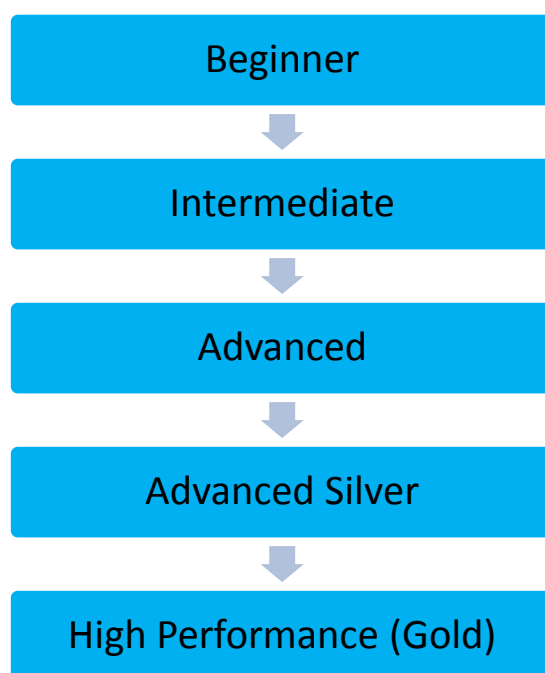 Beginner
Intermediate
Advanced
Advanced Silver
High Performance (Gold)